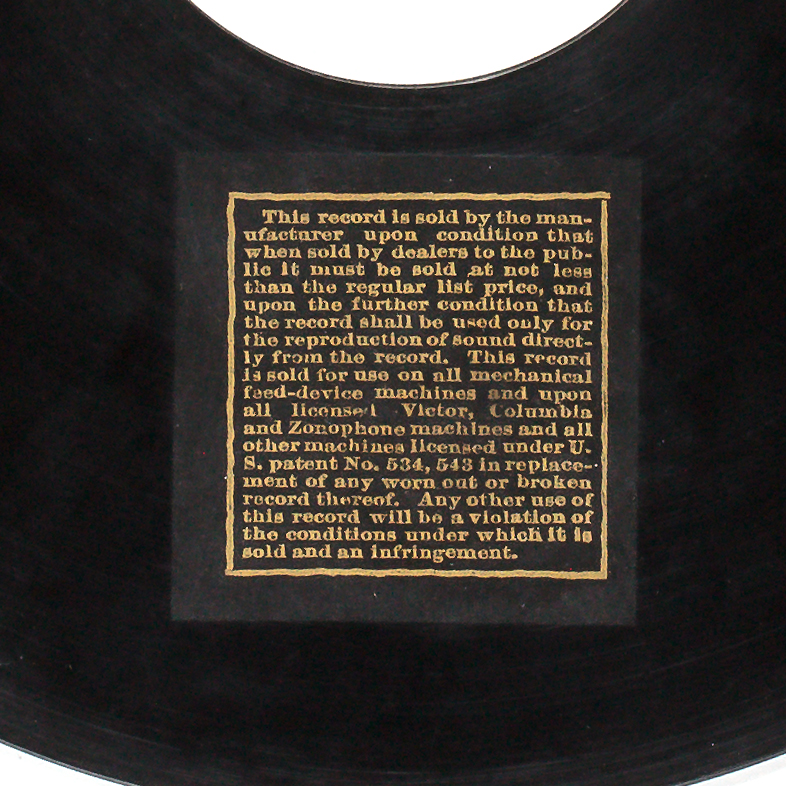 This record is sold by the man-
ufacturer upon condition that
when sold by dealers to the pub-
lic it must be sold at not less
than the regular list price, and
upon the further condition that
the record shall be used only for
the reproduction of sound direct-
ly from the record. This record
is sold for use on all mechanical
feed-device machines and upon
all licensed Victor, Columbia
and Zonophone machines and all
other machines licensed under U.
S. patent No. 534,543 in replace-
ment of any worn out or broken
record thereof. Any other use of
this record will be a violation of
the conditions under which it is
sold and an infringement.